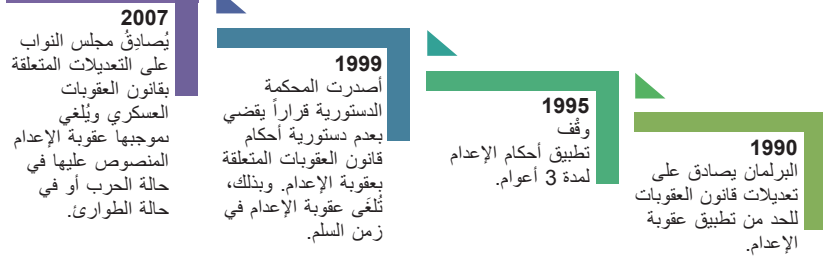 1990
البرلمان يصادق على
تعديلات قانون العقوبات
للحد من تطبيق عقوبة
الإعدام.
1995
وقْف
تطبيق أحكام الإعدام
لمدة 3 أعوام.
1999
أصدرت المحكمة
الدستورية قراراً يقضي
بعدم دستورية أحكام
قانون العقوبات المتعلقة
بعقوبة الإعدام. وبذلك،
تُلغَى عقوبة الإعدام في
زمن السلم.
2007
يُصادِقُ مجلس النواب
على التعديلات المتعلقة
بقانون العقوبات
العسكري ويُلغي
بموجبها عقوبة الإعدام
المنصوص عليها في
حالة الحرب أو في
حالة الطوارئ.